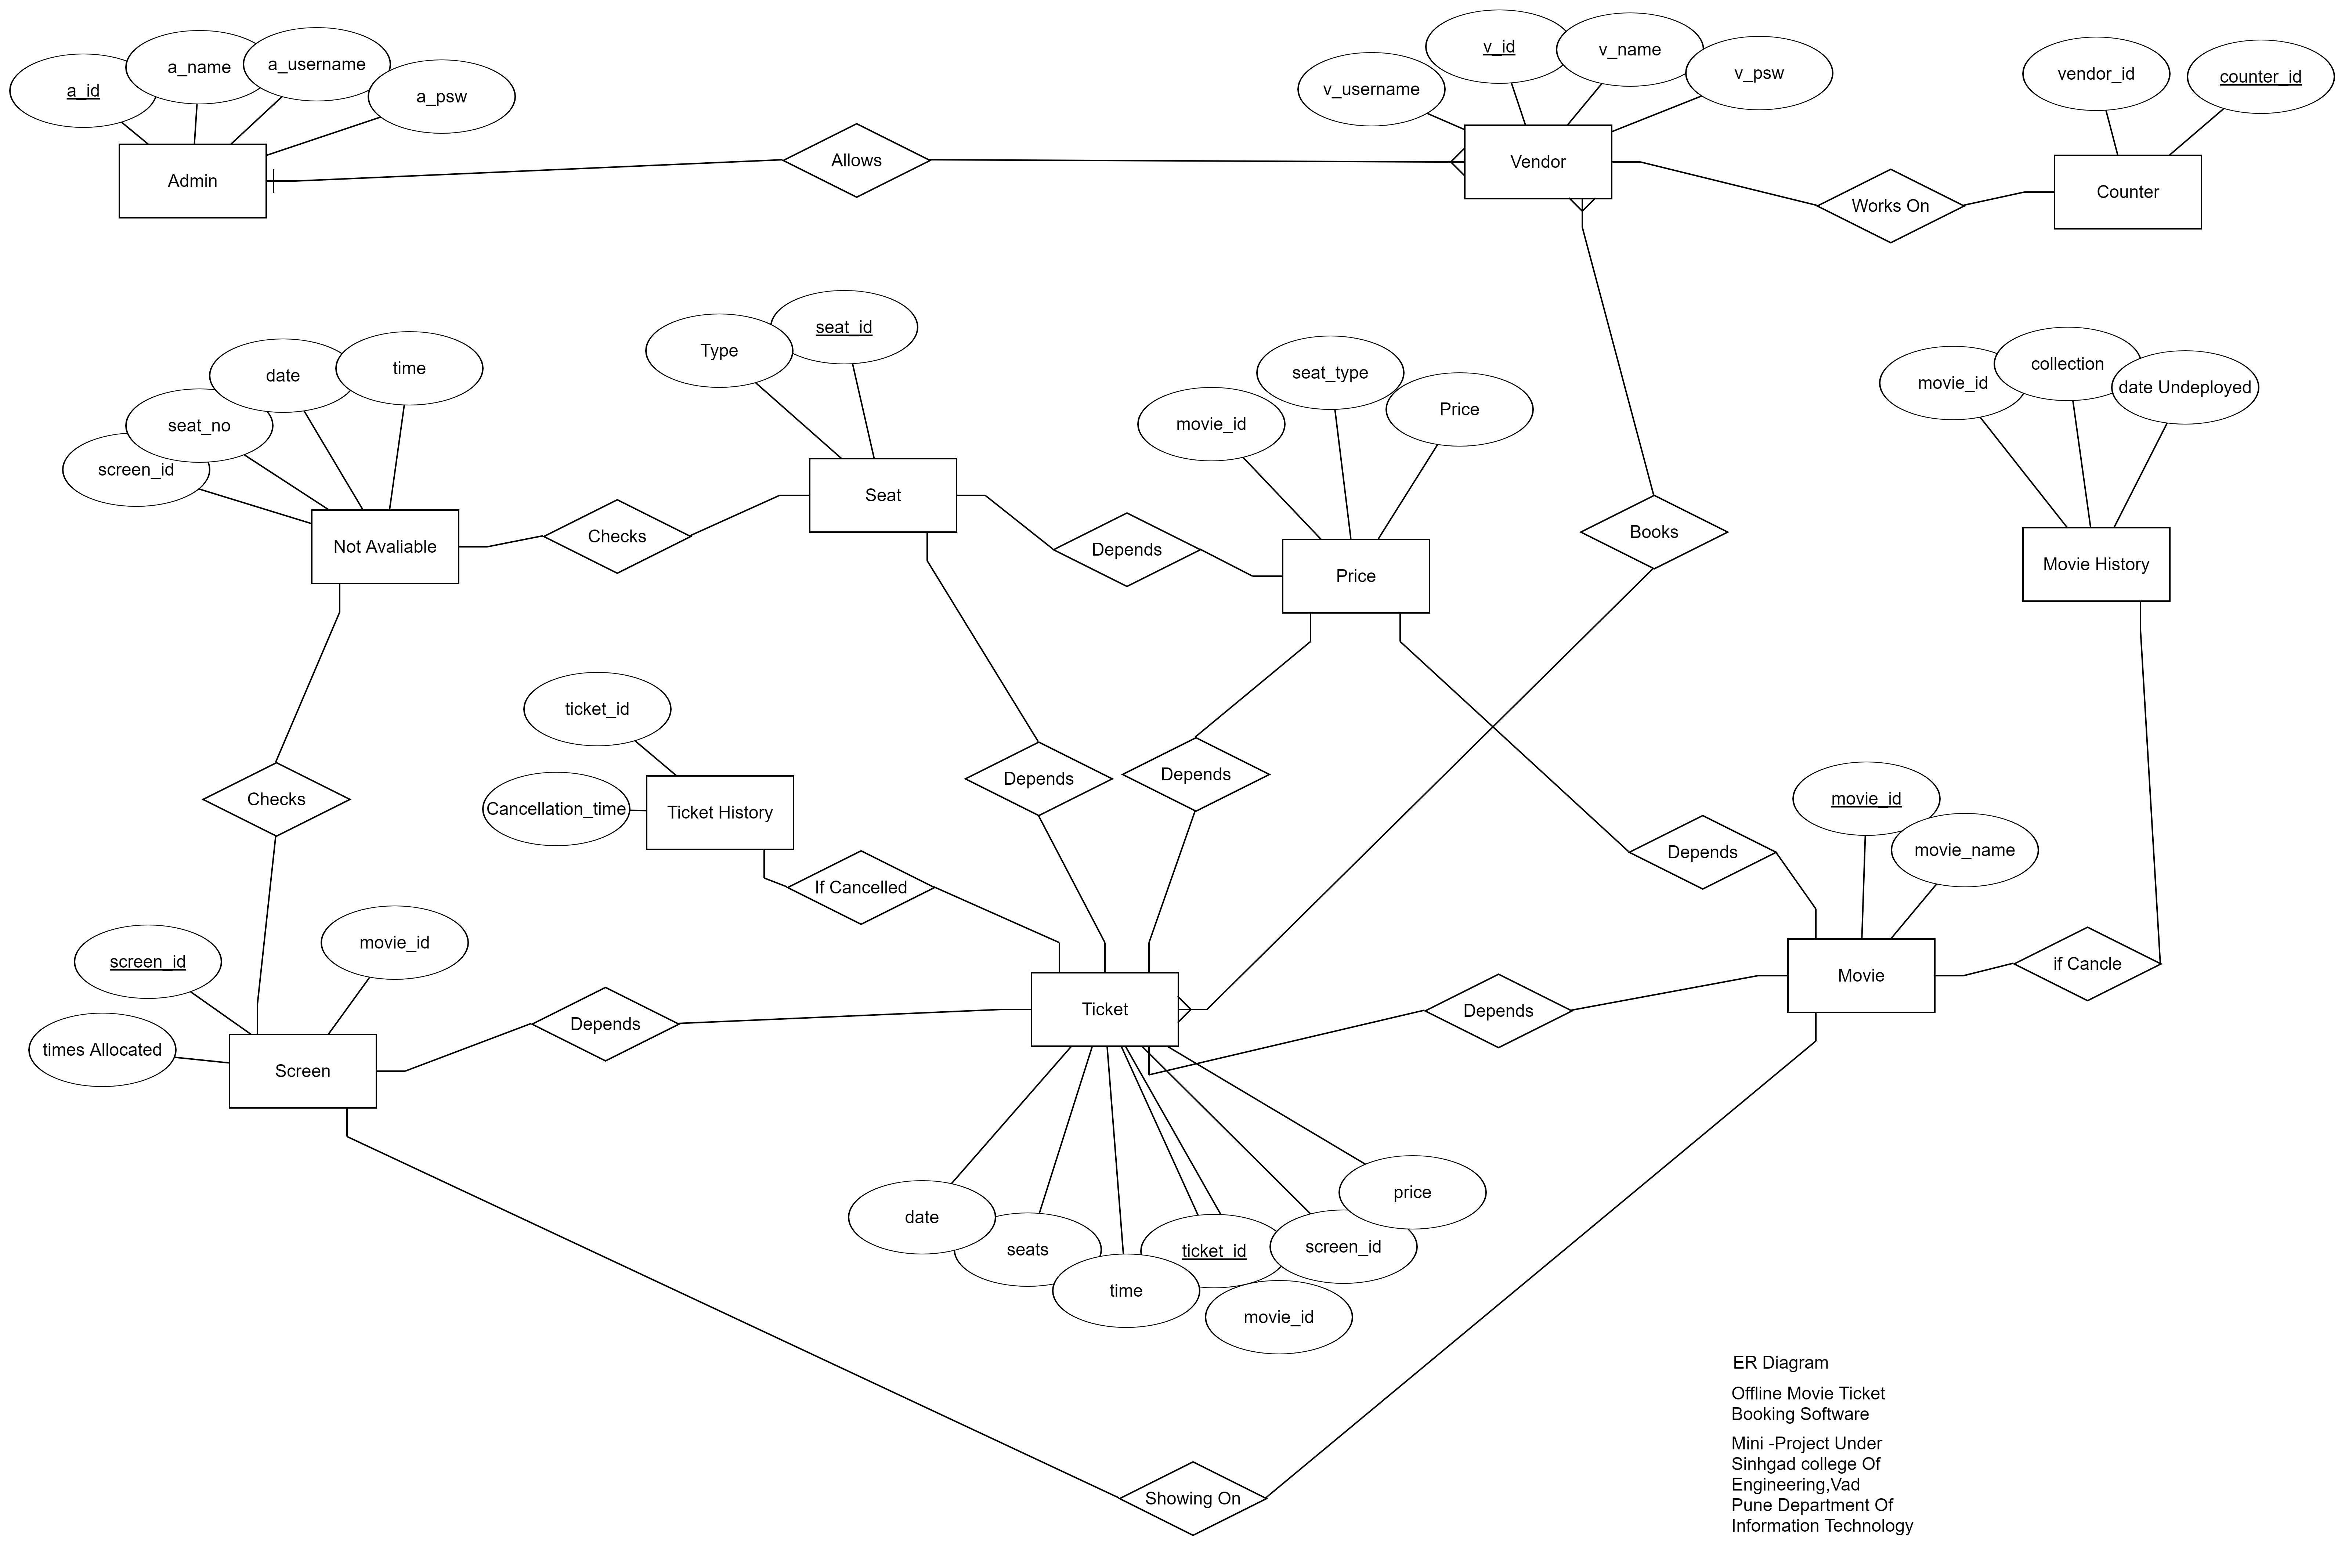 a_id
a_name
a_username
a_psw
Admin
Allows
v_username
v_id
v_name
v_psw
Vendor
Works On
vendor_id
counter_id
Counter
screen_id
seat_no
date
time
Not Avaliable
Checks
Type
seat_id
Seat
Depends
movie_id
seat_type
Price
Price
Books
movie_id
collection
date Undeployed
Movie History
ticket_id
Cancellation_time
Ticket History
If Cancelled
Depends
Depends
Depends
Checks
movie_id
movie_name
Movie
if Cancle
screen_id
movie_id
times Allocated
Screen
Depends
Ticket
Depends
date
seats
time
ticket_id
screen_id
price
movie_id
Showing On
ER Diagram
Offline Movie Ticket
Booking Software
Mini -Project Under
Sinhgad college Of
Engineering,Vad
Pune Department Of
Information Technology